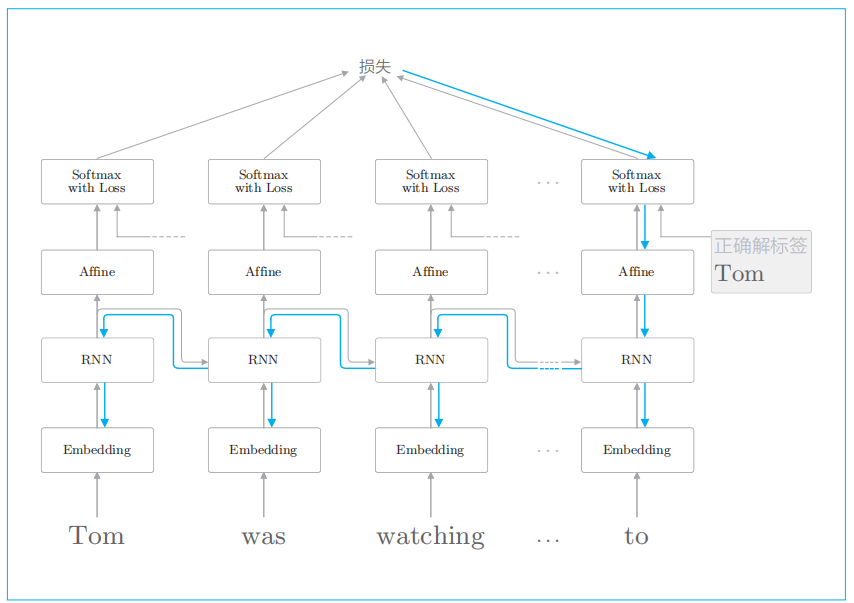 损失
Softmax
with Loss
Softmax
with Loss
Softmax
with Loss
...
Softmax
with Loss
正确解标签
Tom
Affine
Affine
Affine
...
Affine
RNN
RNN
RNN
RNN
Embedding
Embedding
Embedding
...
Embedding
Tom
was
watching
...
to